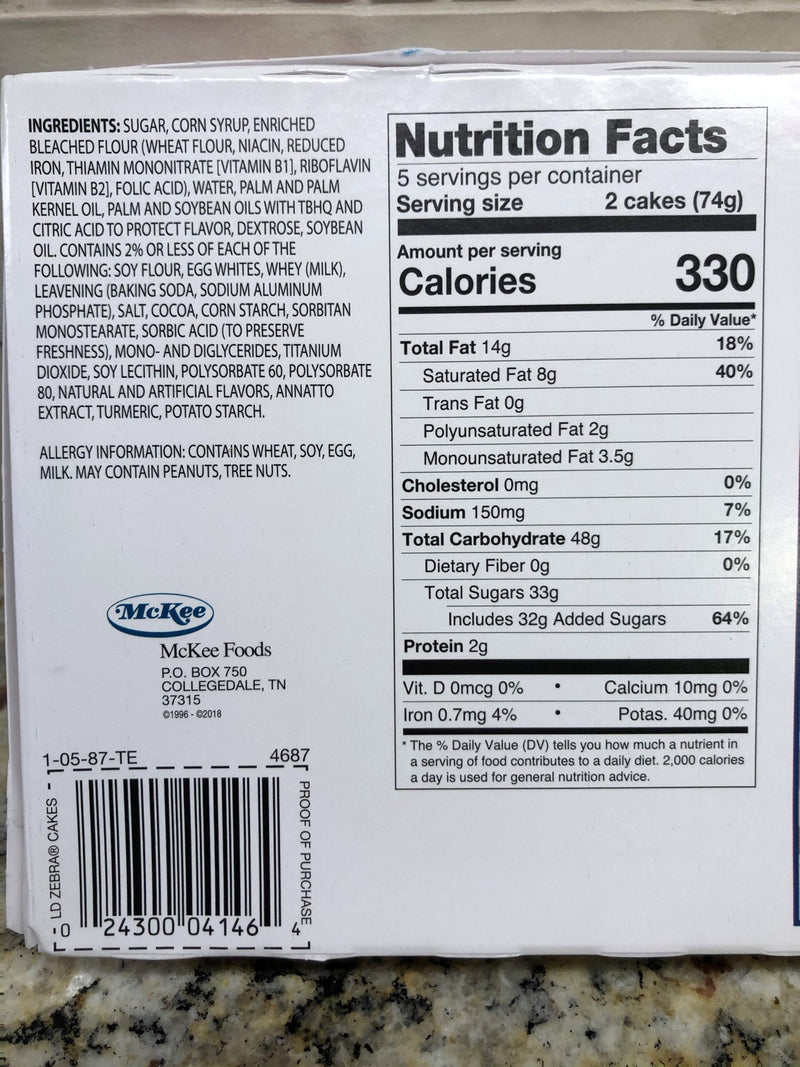 INGREDIENTS: SUGAR, CORN SYRUP, ENRICHED
BLEACHED FLOUR (WHEAT FLOUR, NIACIN, REDUCED
IRON, THIAMIN MONONITRATE [VITAMIN B1], RIBOFLAVIN
[VITAMIN B2], FOLIC ACID), WATER, PALM AND PALM
KERNEL OIL, PALM AND SOYBEAN OILS WITH TBHQ AND
CITRIC ACID TO PROTECT FLAVOR, DEXTROSE, SOYBEAN
OIL. CONTAINS 2% OR LESS OF EACH OF THE
FOLLOWING: SOY FLOUR, EGG WHITES, WHEY (MILK),
LEAVENING (BAKING SODA, SODIUM ALUMINUM
PHOSPHATE), SALT, COCOA, CORN STARCH, SORBITAN
MONOSTEARATE, SORBIC ACID (TO PRESERVE
FRESHNESS), MONO- AND DIGLYCERIDES, TITANIUM
DIOXIDE, SOY LECITHIN, POLYSORBATE 60, POLYSORBATE
80, NATURAL AND ARTIFICIAL FLAVORS, ANNATTO
EXTRACT, TURMERIC, POTATO STARCH.
ALLERGY INFORMATION: CONTAINS WHEAT, SOY, EGG,
MILK. MAY CONTAIN PEANUTS, TREE NUTS.
McKee
McKee Foods
P.O. BOX 750
COLLEGEDALE, TN
37315
©1996 - ©2018
1-05-87-TE 4687
LD ZEBRA® CAKES
PROOF OF PURCHASE
0 24300 04146 4
Nutrition Facts
5 servings per container
Serving size 2 cakes (74g)
Amount per serving
Calories 330
% Daily Value*
Total Fat 14g 18%
Saturated Fat 8g 40%
Trans Fat 0g
Polyunsaturated Fat 2g
Monounsaturated Fat 3.5g
Cholesterol 0mg 0%
Sodium 150mg 7%
Total Carbohydrate 48g 17%
Dietary Fiber 0g 0%
Total Sugars 33g
Includes 32g Added Sugars 64%
Protein 2g
Vit. D 0mcg 0% • Calcium 10mg 0%
Iron 0.7mg 4% • Potas. 40mg 0%
* The % Daily Value (DV) tells you how much a nutrient in
a serving of food contributes to a daily diet. 2,000 calories
a day is used for general nutrition advice.